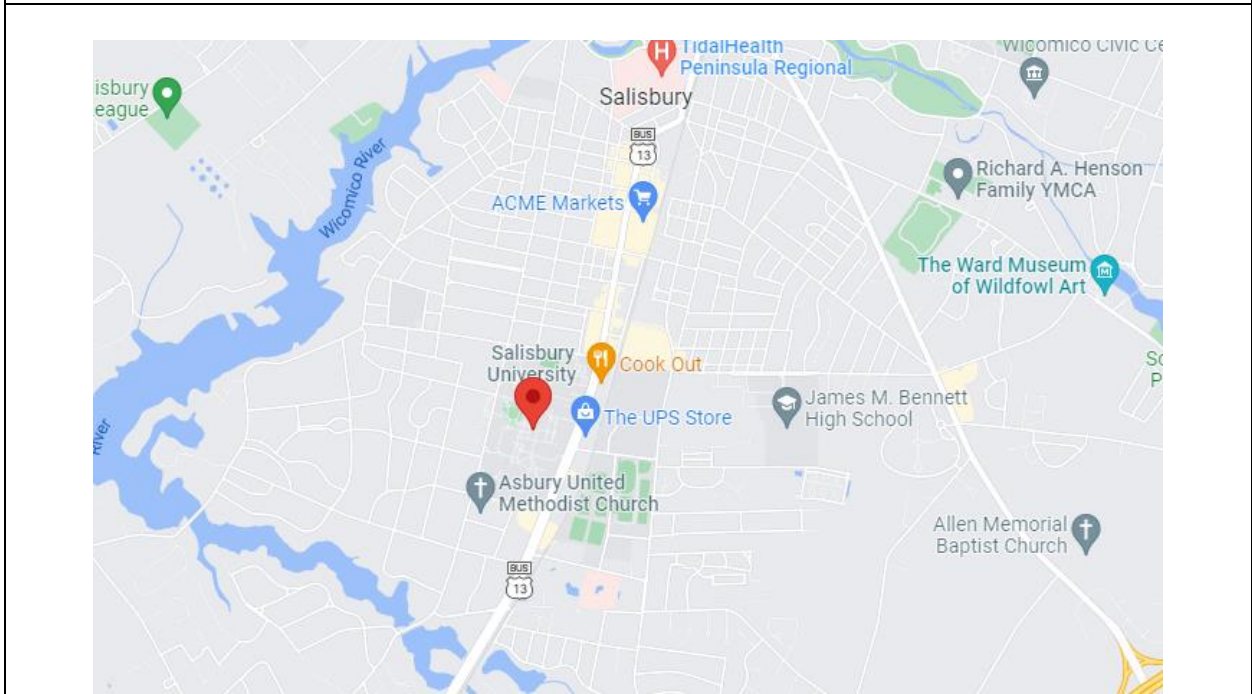 TidalHealth
Peninsula Regional
Wicomico Civic Ce
isbury
eague
Salisbury
BUS
13
Wicomico River
Richard A. Henson
Family YMCA
ACME Markets
The Ward Museum
of Wildfowl Art
Salisbury
University
Cook Out
So
P
James M. Bennett
High School
The UPS Store
River
Asbury United
Methodist Church
Allen Memorial
Baptist Church
BUS
13